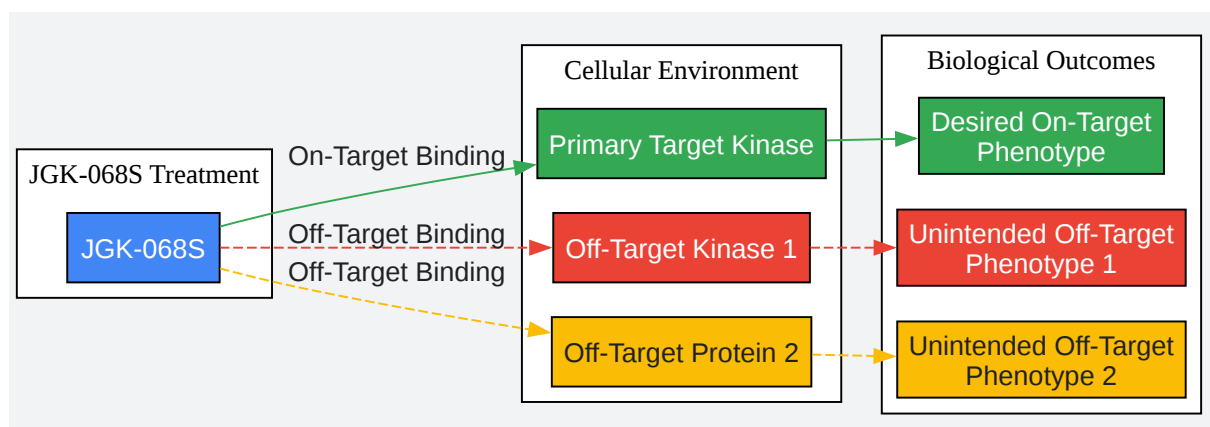 JGK-068S Treatment
JGK-068S
On-Target Binding
Off-Target Binding
Off-Target Binding
Cellular Environment
Primary Target Kinase
Off-Target Kinase 1
Off-Target Protein 2
Biological Outcomes
Desired On-Target
Phenotype
Unintended Off-Target
Phenotype 1
Unintended Off-Target
Phenotype 2